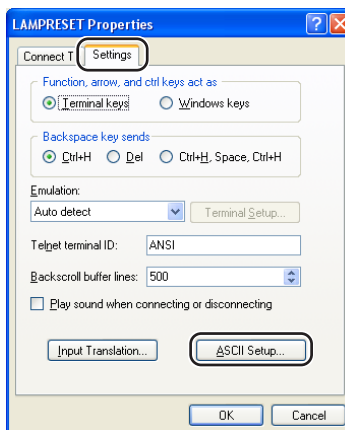 LAMPRESET Properties
Connect T Settings
Function, arrow, and ctrl keys act as
Terminal keys Windows keys
Backspace key sends
Ctrl+H Del Ctrl+H, Space, Ctrl+H
Emulation:
Auto detect Terminal Setup...
Telnet terminal ID: ANSI
Backscroll buffer lines: 500
Play sound when connecting or disconnecting
Input Translation... ASCII Setup...
OK Cancel